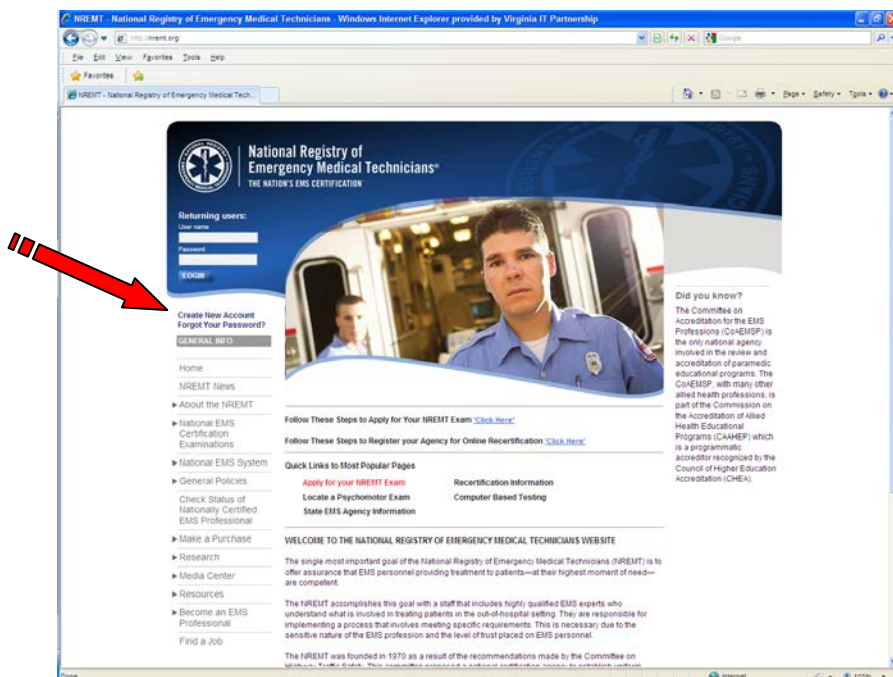 NREMT - National Registry of Emergency Medical Technicians - Windows Internet Explorer provided by Virginia IT Partnership
http://nremt.org
Google
File Edit View Favorites Tools Help
Favorites
NREMT - National Registry of Emergency Medical Tech...
Page Safety Tools
National Registry of
Emergency Medical Technicians®
THE NATION'S EMS CERTIFICATION
Returning users:
User name
Password
LOGIN
Create New Account
Forgot Your Password?
GENERAL INFO
Home
NREMT News
About the NREMT
National EMS
Certification
Examinations
National EMS System
General Policies
Check Status of
Nationally Certified
EMS Professional
Make a Purchase
Research
Media Center
Resources
Become an EMS
Professional
Find a Job
Follow These Steps to Apply for Your NREMT Exam 'Click Here'
Follow These Steps to Register your Agency for Online Recertification 'Click Here'
Quick Links to Most Popular Pages
Apply for your NREMT Exam
Recertification Information
Locate a Psychomotor Exam
Computer Based Testing
State EMS Agency Information
WELCOME TO THE NATIONAL REGISTRY OF EMERGENCY MEDICAL TECHNICIANS WEBSITE
The single most important goal of the National Registry of Emergency Medical Technicians (NREMT) is to
offer assurance that EMS personnel providing treatment to patients—at their highest moment of need—
are competent.
The NREMT accomplishes this goal with a staff that includes highly qualified EMS experts who
understand what is involved in treating patients in the out-of-hospital setting. They are responsible for
implementing a process that involves meeting specific requirements. This is necessary due to the
sensitive nature of the EMS profession and the level of trust placed on EMS personnel.
The NREMT was founded in 1970 as a result of the recommendations made by the Committee on
Highway Traffic Safety. This committee proposed a national certification agency to establish uniform
Did you know?
The Committee on
Accreditation for the EMS
Professions (CoAEMSP) is
the only national agency
involved in the review and
accreditation of paramedic
educational programs. The
CoAEMSP, with many other
allied health professions, is
part of the Commission on
the Accreditation of Allied
Health Educational
Programs (CAAHEP) which
is a programmatic
accreditor recognized by the
Council of Higher Education
Accreditation (CHEA).
Done
Internet
100%